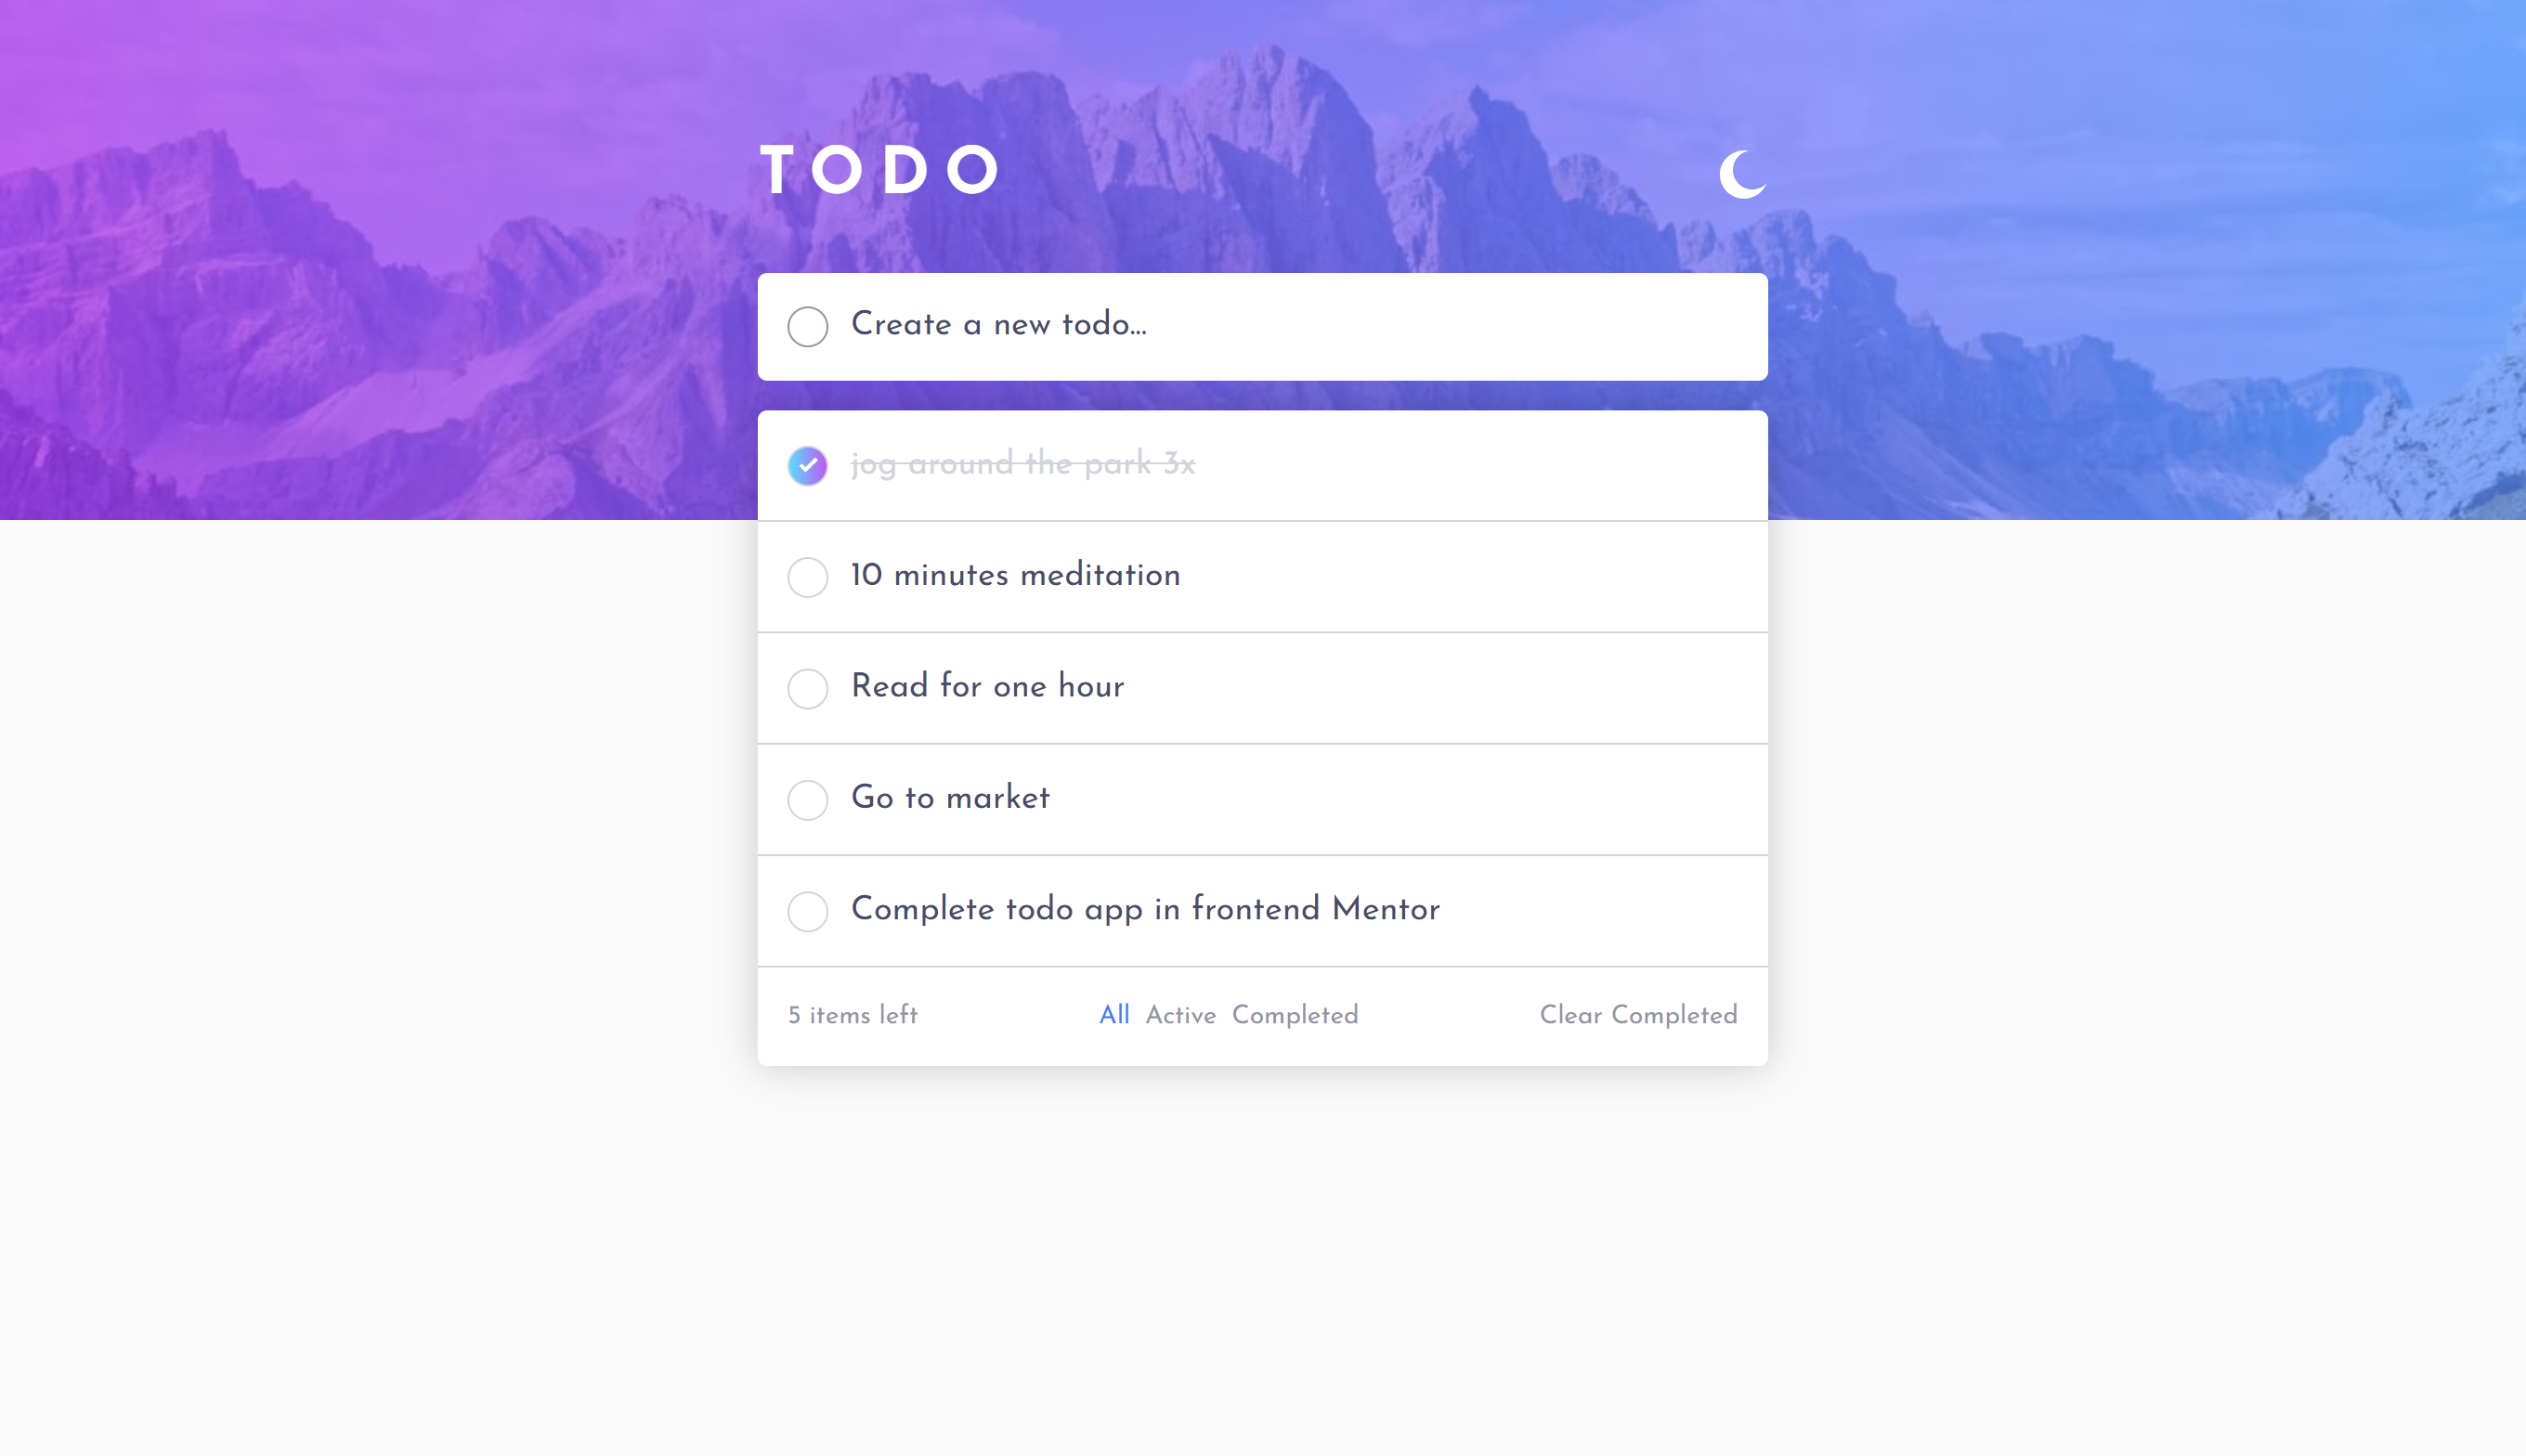 TODO
Create a new todo...
jog around the park 3x
10 minutes meditation
Read for one hour
Go to market
Complete todo app in frontend Mentor
5 items left All Active Completed Clear Completed